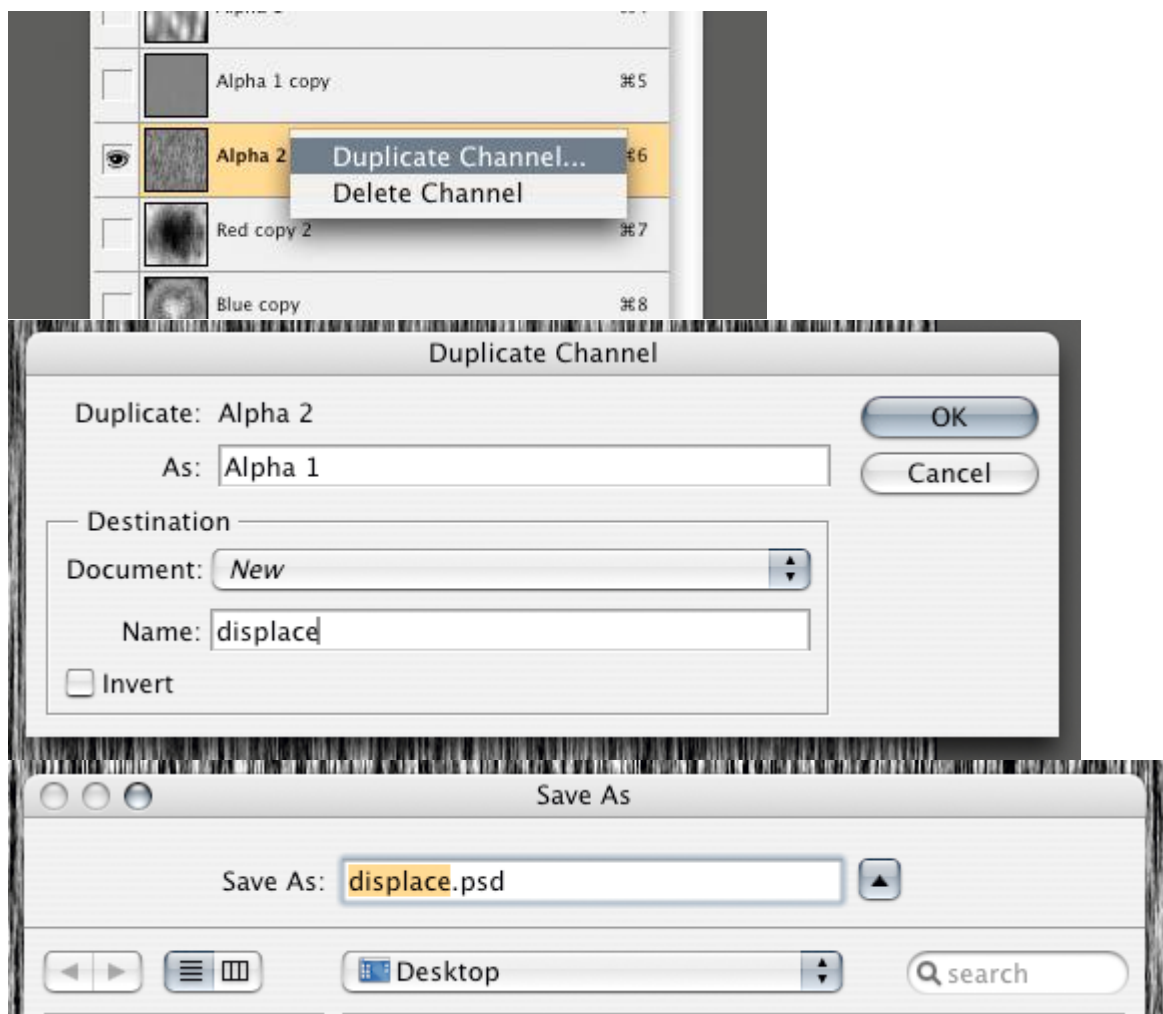 Alpha 1 copy ⌘5
Alpha 2 ⌘6
Duplicate Channel...
Delete Channel
Red copy 2 ⌘7
Blue copy ⌘8
Duplicate Channel
Duplicate: Alpha 2
OK
As: Alpha 1
Cancel
Destination
Document: New
Name: displace
Invert
Save As
Save As: displace.psd
Desktop
search